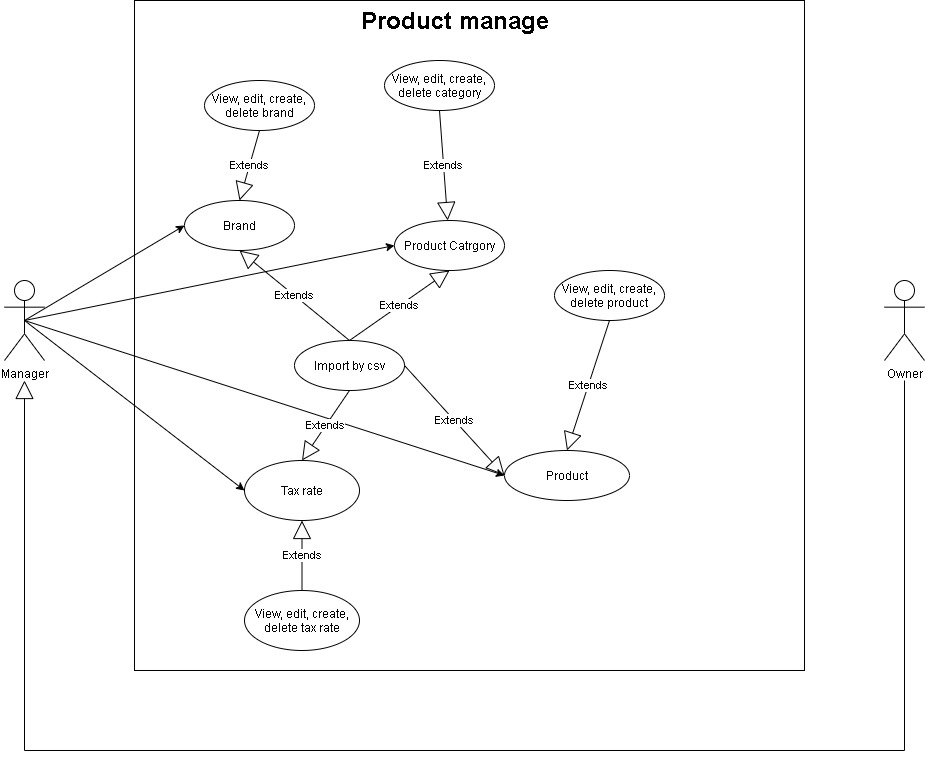 Product manage
View, edit, create,
delete category
View, edit, create,
delete brand
Extends
Extends
Brand
Product Catrgory
Extends
Extends
View, edit, create,
delete product
Import by csv
Manager
Owner
Extends
Extends
Extends
Tax rate
Product
Extends
View, edit, create,
delete tax rate